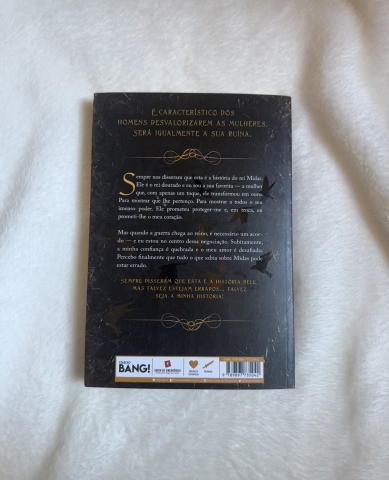 É CARACTERÍSTICO DOS
HOMENS DESVALORIZAREM AS MULHERES.
SERÁ IGUALMENTE A SUA RUÍNA.
Sempre nos disseram que esta é a história do rei Midas.
Ele é o rei dourado e eu sou a sua favorita — a mulher
que, com apenas um toque, ele transformou em ouro.
Para mostrar que lhe pertenço. Para mostrar a todos o seu
imenso poder. Ele prometeu proteger-me e, em troca, eu
prometi-lhe o meu coração.
Mas quando a guerra chega ao reino, é necessário um acor-
do — e eu estou no centro dessa negociação. Subitamente,
a minha confiança é quebrada e o meu amor é desafiado.
Percebo finalmente que tudo o que sabia sobre Midas pode
estar errado.
SEMPRE DISSERAM QUE ESTA É A HISTÓRIA DELE,
MAS TALVEZ ESTEJAM ERRADOS... TALVEZ
SEJA A MINHA HISTÓRIA!
BANG!